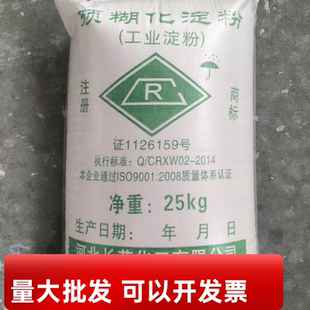 预糊化淀粉
(工业淀粉)
注册
R
商标
证1126159号
执行标准：Q/CRXW02-2014
本企业通过ISO9001:2008质量体系认证
净重：25kg
生产日期：　年　月　日
量大批发 可以开发票